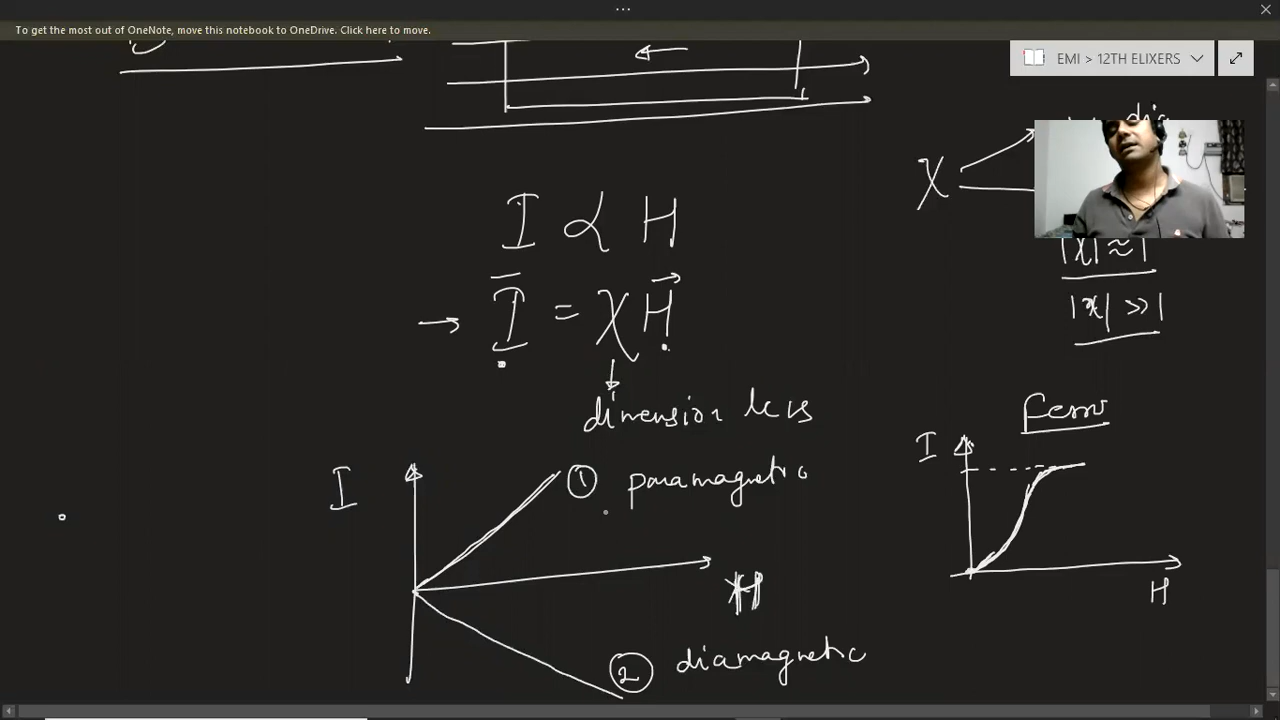 To get the most out of OneNote, move this notebook to OneDrive. Click here to move.
EMI > 12TH ELIXERS
χ
I ∝ H
|χ| ≈ 1
→ I = χ H
|χ| >> 1
dimension less
Ferro
I
I
① paramagnetic
H
H
② diamagnetic